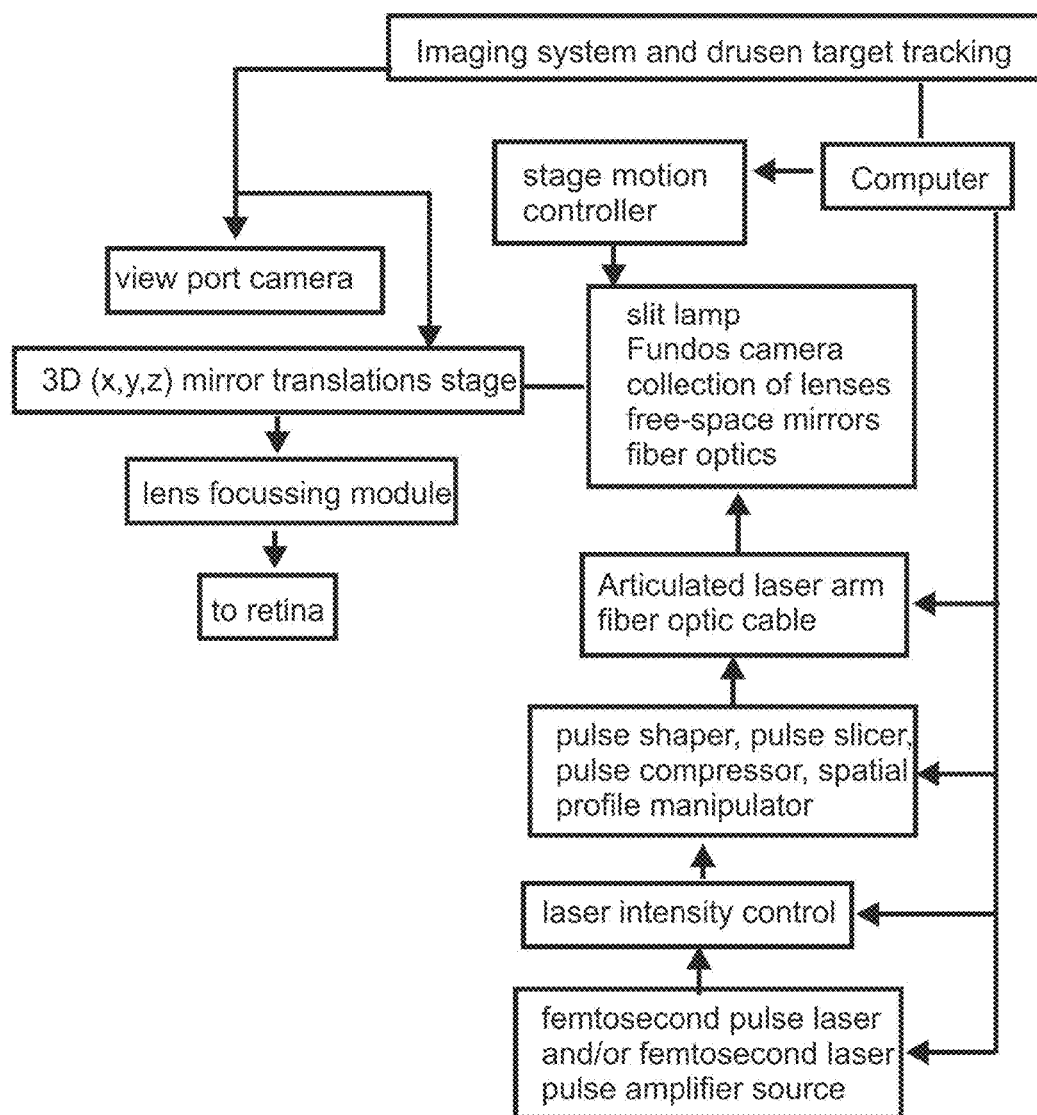 Imaging system and drusen target tracking
stage motion
controller
Computer
view port camera
slit lamp
Fundos camera
collection of lenses
free-space mirrors
fiber optics
3D (x,y,z) mirror translations stage
lens focussing module
to retina
Articulated laser arm
fiber optic cable
pulse shaper, pulse slicer,
pulse compressor, spatial
profile manipulator
laser intensity control
femtosecond pulse laser
and/or femtosecond laser
pulse amplifier source